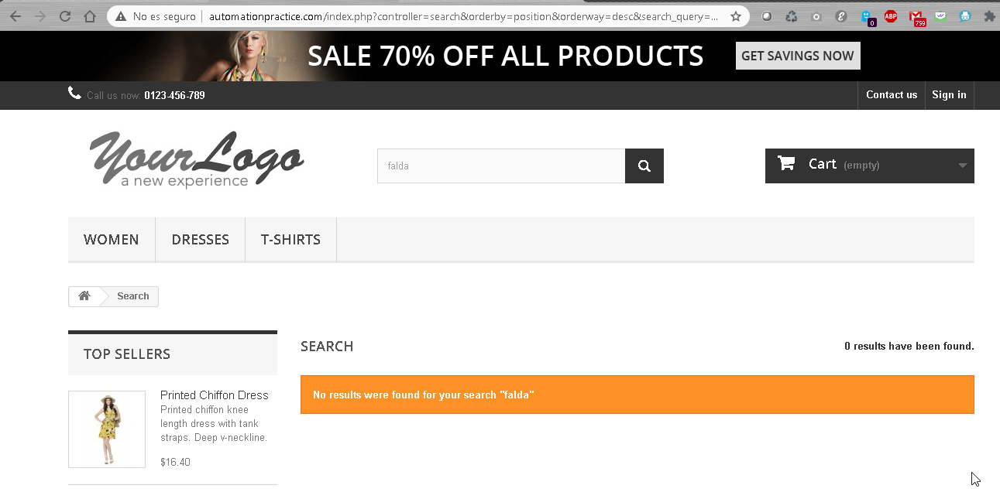 No es seguro automationpractice.com/index.php?controller=search&orderby=position&orderway=desc&search_query=...
ABP
0
759
SALE 70% OFF ALL PRODUCTS GET SAVINGS NOW
Call us now: 0123-456-789 Contact us Sign in
YourLogo
a new experience
falda
Cart (empty)
WOMEN DRESSES T-SHIRTS
Search
TOP SELLERS
Printed Chiffon Dress
Printed chiffon knee
length dress with tank
straps. Deep v-neckline.
$16.40
SEARCH 0 results have been found.
No results were found for your search "falda"